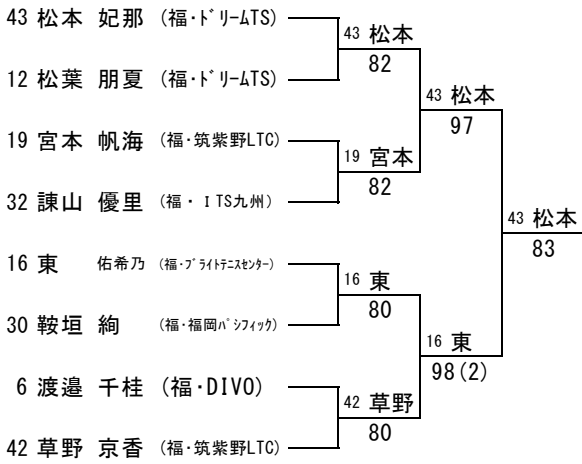 43 松本 妃那 (福・ドリームTS)
12 松葉 朋夏 (福・ドリームTS)
19 宮本 帆海 (福・筑紫野LTC)
32 諌山 優里 (福・ITS九州)
16 東 佑希乃 (福・ブライトテニスセンター)
30 鞍垣 絢 (福・福岡パシフィック)
6 渡邉 千桂 (福・DIVO)
42 草野 京香 (福・筑紫野LTC)
43 松本
82
19 宮本
82
16 東
80
42 草野
80
43 松本
97
16 東
98(2)
43 松本
83